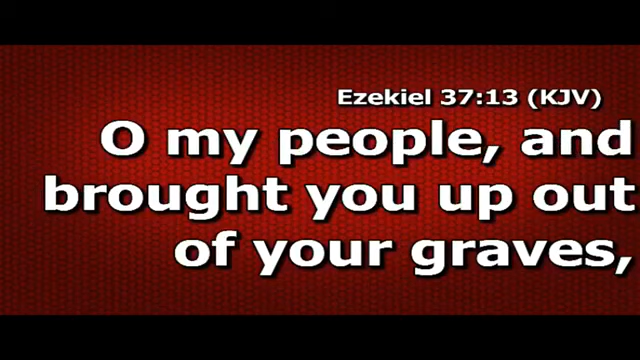 Ezekiel 37:13 (KJV)
O my people, and
brought you up out
of your graves,